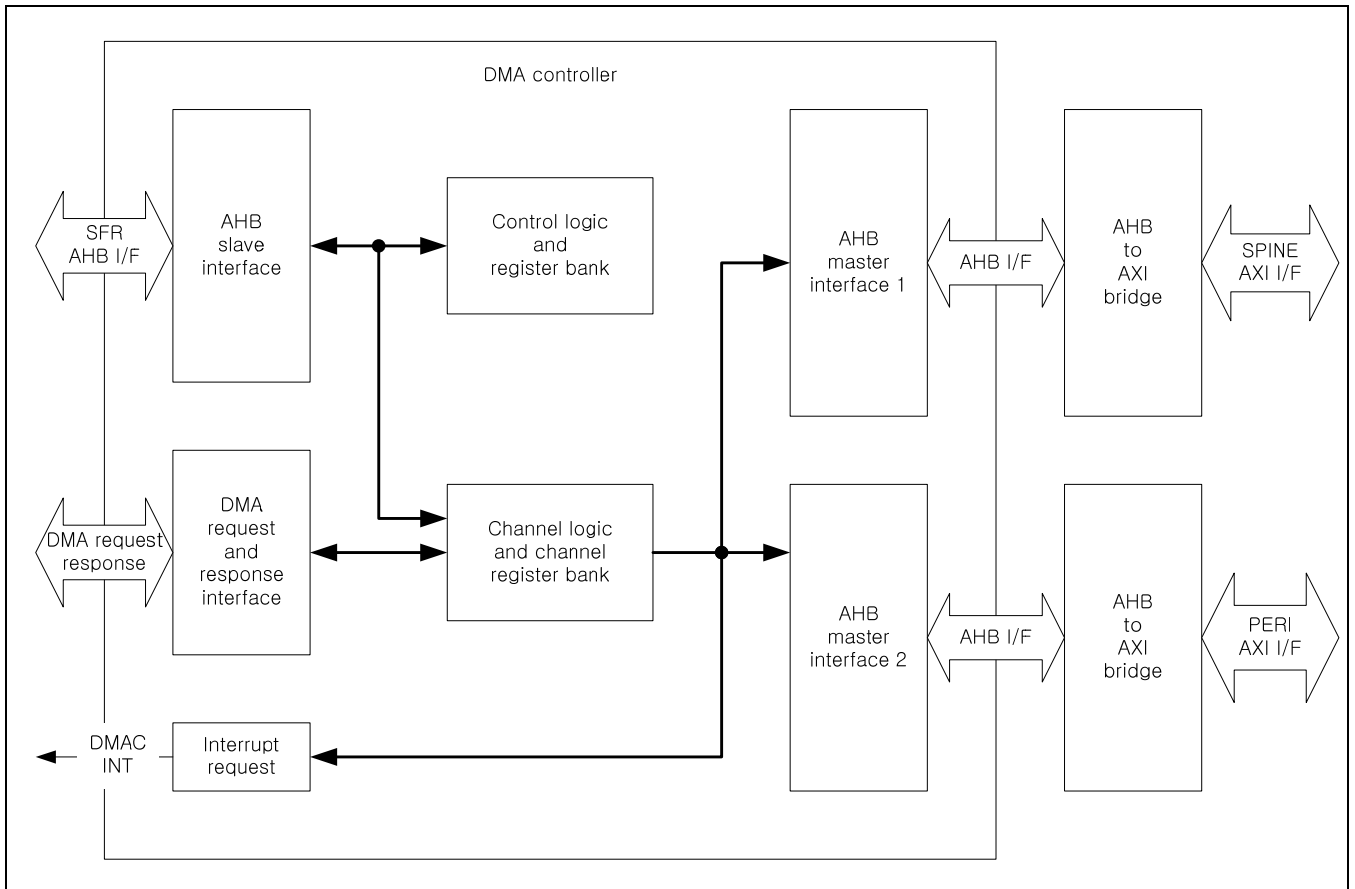 DMA controller
SFR
AHB I/F
AHB
slave
interface
Control logic
and
register bank
AHB
master
interface 1
AHB I/F
AHB
to
AXI
bridge
SPINE
AXI I/F
DMA request
response
DMA
request
and
response
interface
Channel logic
and channel
register bank
AHB
master
interface 2
AHB I/F
AHB
to
AXI
bridge
PERI
AXI I/F
DMAC
INT
Interrupt
request